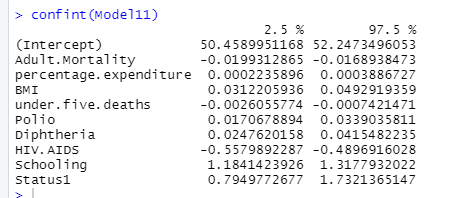 > confint(Model11)
2.5 % 97.5 %
(Intercept) 50.4589951168 52.2473496053
Adult.Mortality -0.0199312865 -0.0168938473
percentage.expenditure 0.0002235896 0.0003886727
BMI 0.0312205936 0.0492919359
under.five.deaths -0.0026055774 -0.0007421471
Polio 0.0170678894 0.0339035811
Diphtheria 0.0247620158 0.0415482235
HIV.AIDS -0.5579892287 -0.4896916028
Schooling 1.1841423926 1.3177932022
Status1 0.7949772677 1.7321365147
>